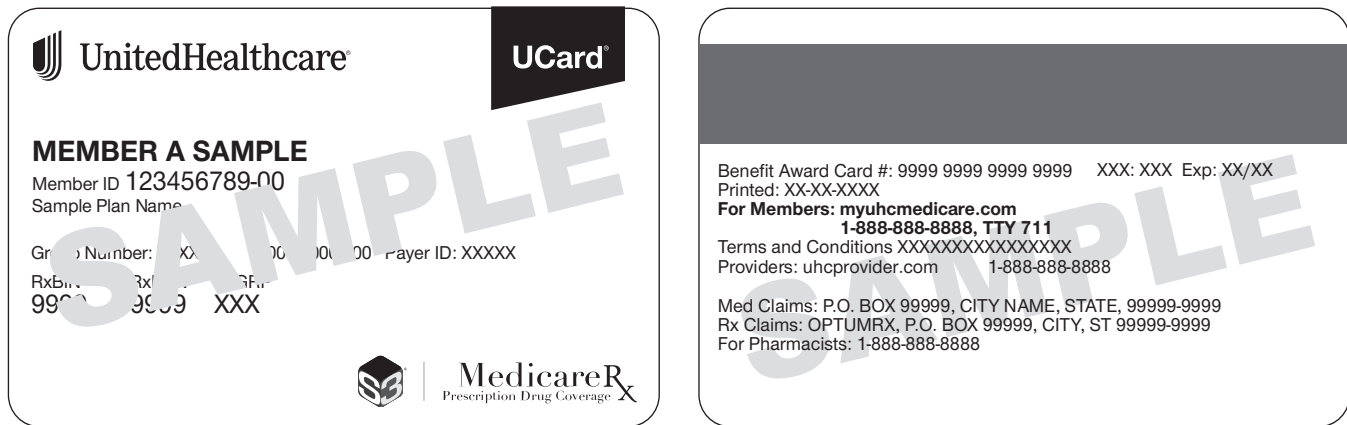 UnitedHealthcare®
UCard®
MEMBER A SAMPLE
Member ID 123456789-00
Sample Plan Name
Number: Payer ID: XXXXX
XXX
SAMPLE
S3
MedicareRx
Prescription Drug Coverage
Benefit Award Card #: 9999 9999 9999 9999 XXX: XXX Exp: XX/XX
Printed: XX-XX-XXXX
For Members: myuhcmedicare.com
1-888-888-8888, TTY 711
Terms and Conditions XXXXXXXXXXXXXXXX
Providers: uhcprovider.com 1-888-888-8888
Med Claims: P.O. BOX 99999, CITY NAME, STATE, 99999-9999
Rx Claims: OPTUMRX, P.O. BOX 99999, CITY, ST 99999-9999
For Pharmacists: 1-888-888-8888
SAMPLE